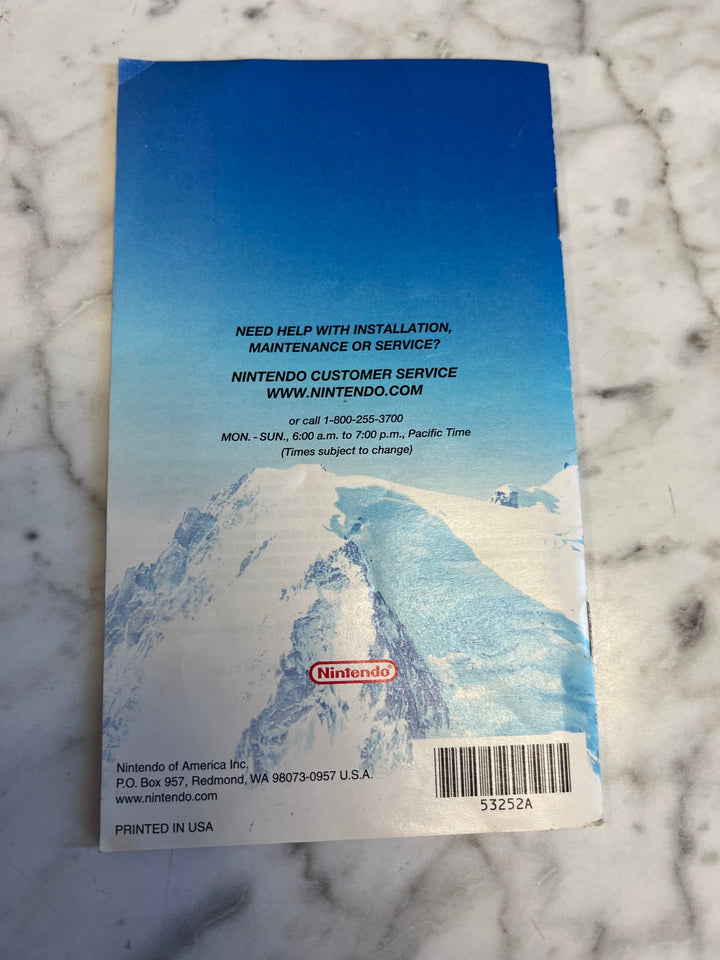 NEED HELP WITH INSTALLATION,
MAINTENANCE OR SERVICE?
NINTENDO CUSTOMER SERVICE
WWW.NINTENDO.COM
or call 1-800-255-3700
MON. - SUN., 6:00 a.m. to 7:00 p.m., Pacific Time
(Times subject to change)
Nintendo®
Nintendo of America Inc.
P.O. Box 957, Redmond, WA 98073-0957 U.S.A.
www.nintendo.com
PRINTED IN USA
53252A